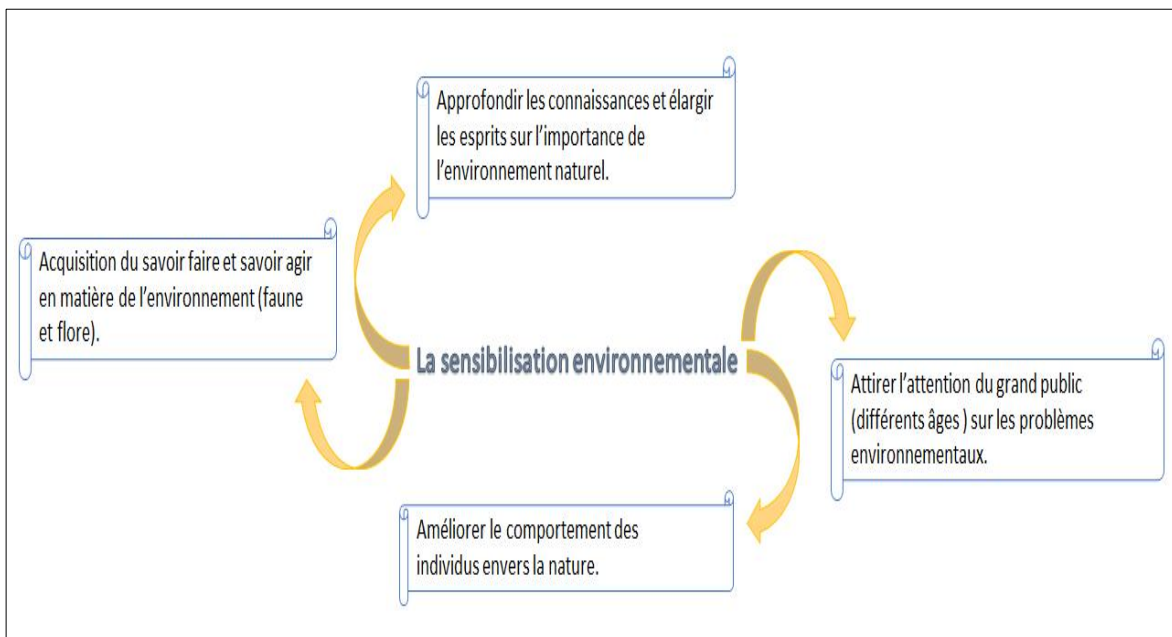 Approfondir les connaissances et élargir
les esprits sur l’importance de
l’environnement naturel.
Acquisition du savoir faire et savoir agir
en matière de l’environnement (faune
et flore).
La sensibilisation environnementale
Attirer l’attention du grand public
(différents âges ) sur les problèmes
environnementaux.
Améliorer le comportement des
individus envers la nature.